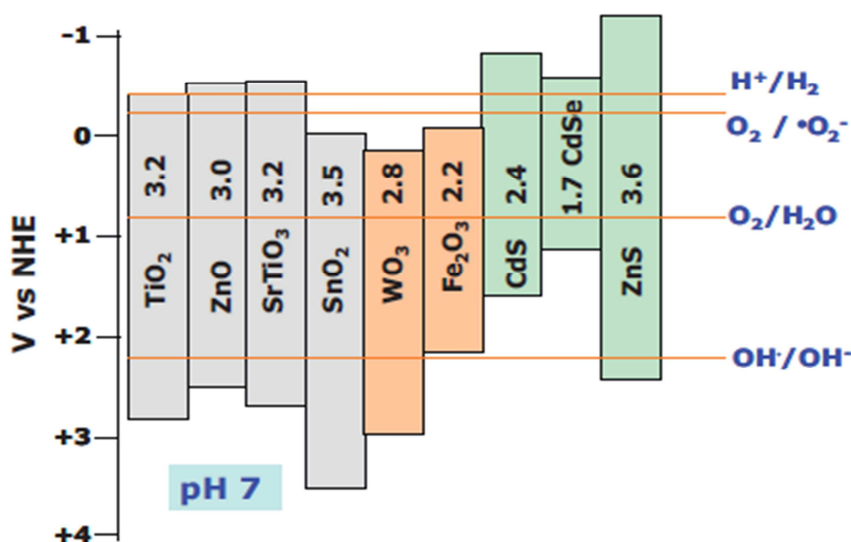 V vs NHE
-1
0
+1
+2
+3
+4
TiO₂ 3.2
ZnO 3.0
SrTiO₃ 3.2
SnO₂ 3.5
WO₃ 2.8
Fe₂O₃ 2.2
CdS 2.4
1.7 CdSe
ZnS 3.6
H⁺/H₂
O₂ / •O₂⁻
O₂/H₂O
OH·/OH⁻
pH 7